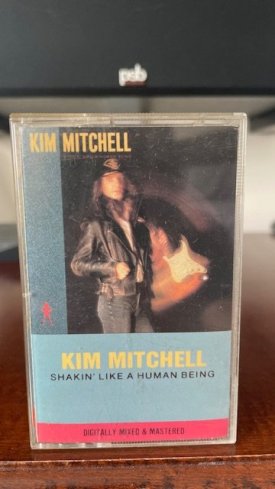 psb
KIM MITCHELL
KIM MITCHELL
SHAKIN' LIKE A HUMAN BEING
DIGITALLY MIXED & MASTERED